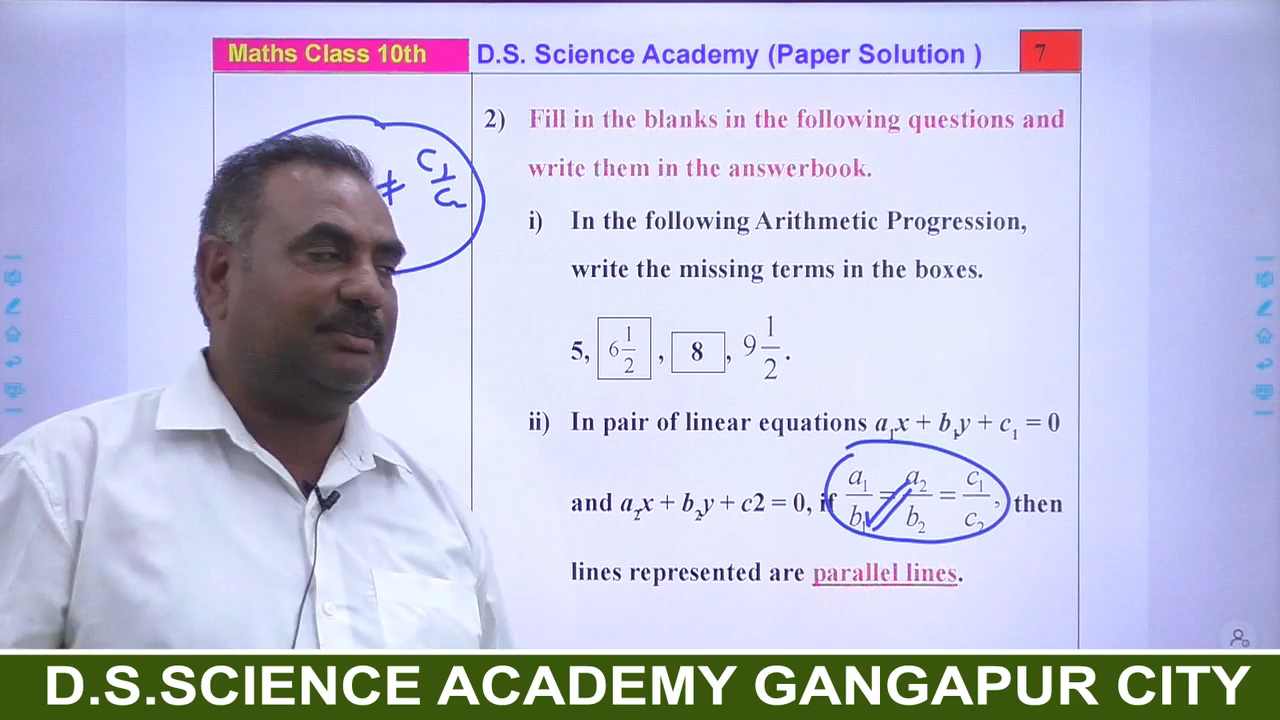 Maths Class 10th
D.S. Science Academy (Paper Solution )
7
≠ c₁/c₂
2) Fill in the blanks in the following questions and
write them in the answerbook.
i) In the following Arithmetic Progression,
write the missing terms in the boxes.
5, 6 1/2 , 8 , 9 1/2 .
ii) In pair of linear equations a₁x + b₁y + c₁ = 0
and a₂x + b₂y + c2 = 0, if a₁/b₁ = a₂/b₂ = c₁/c₂, then
lines represented are parallel lines.
D.S.SCIENCE ACADEMY GANGAPUR CITY